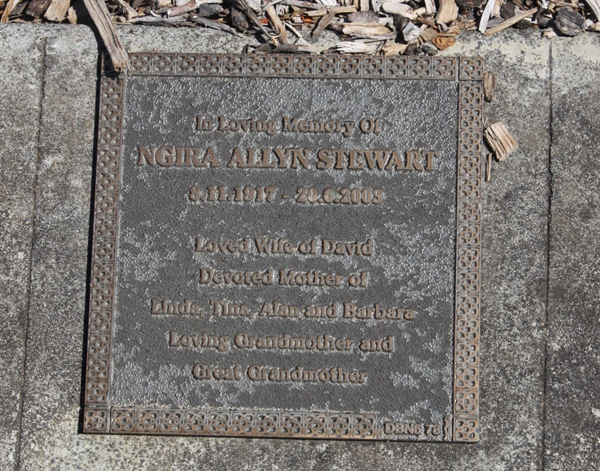 In Loving Memory Of
NGIRA ALLYN STEWART
8.11.1917 - 20.6.2003
Loved Wife of David
Devoted Mother of
Linda, Tina, Alan and Barbara
Loving Grandmother and
Great Grandmother